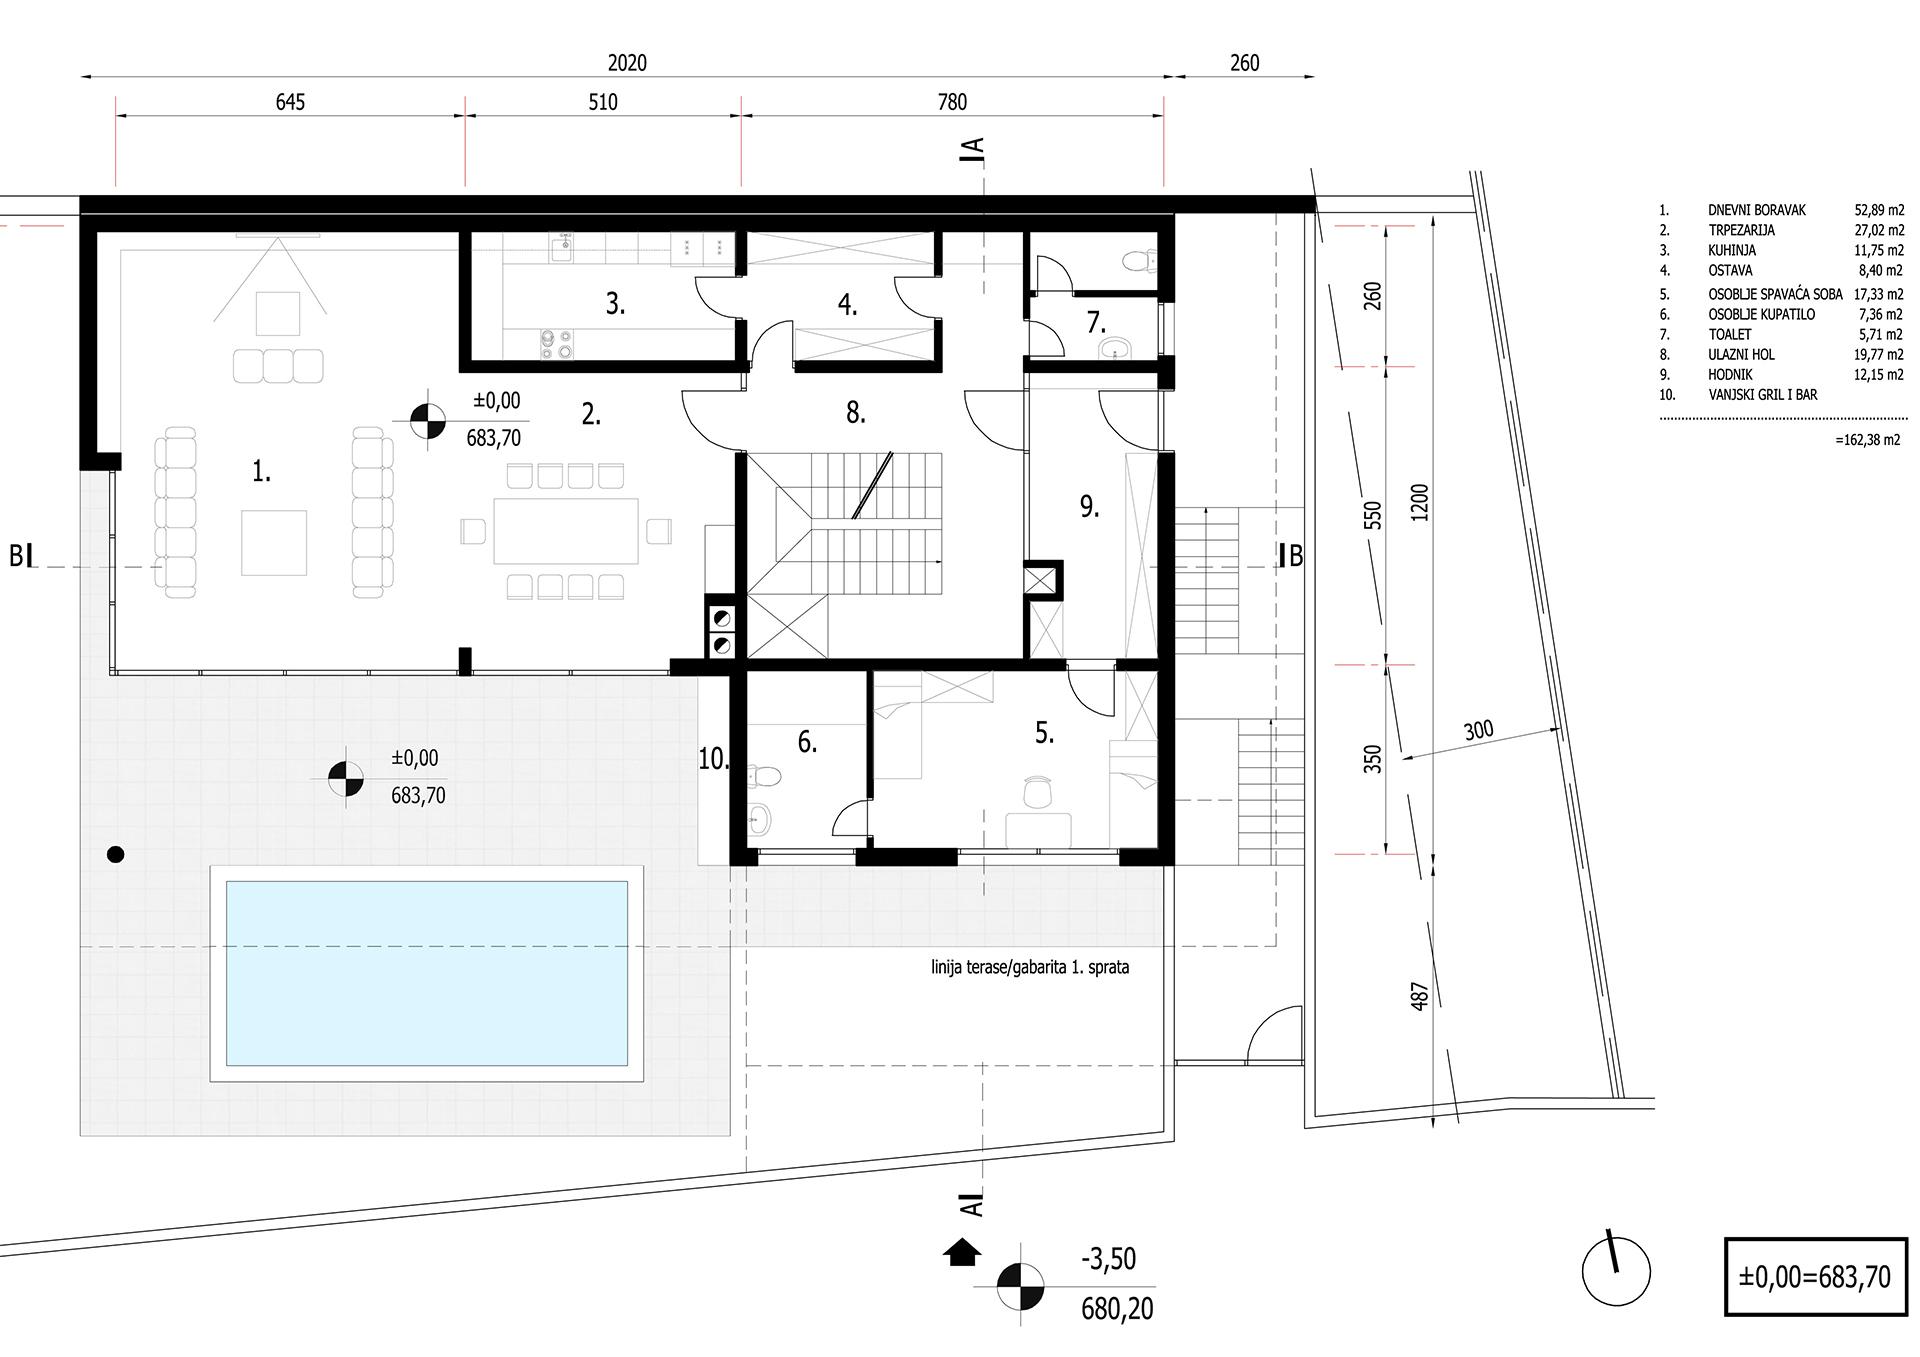 2020
260
645
510
780
A
1. DNEVNI BORAVAK 52,89 m2
2. TRPEZARIJA 27,02 m2
3. KUHINJA 11,75 m2
4. OSTAVA 8,40 m2
5. OSOBLJE SPAVAĆA SOBA 17,33 m2
6. OSOBLJE KUPATILO 7,36 m2
7. TOALET 5,71 m2
8. ULAZNI HOL 19,77 m2
9. HODNIK 12,15 m2
10. VANJSKI GRIL I BAR
=162,38 m2
3.
4.
7.
260
±0,00
683,70
2.
8.
1.
9.
550
1200
B
B
5.
6.
10.
350
300
±0,00
683,70
linija terase/gabarita 1. sprata
487
A
-3,50
680,20
±0,00=683,70